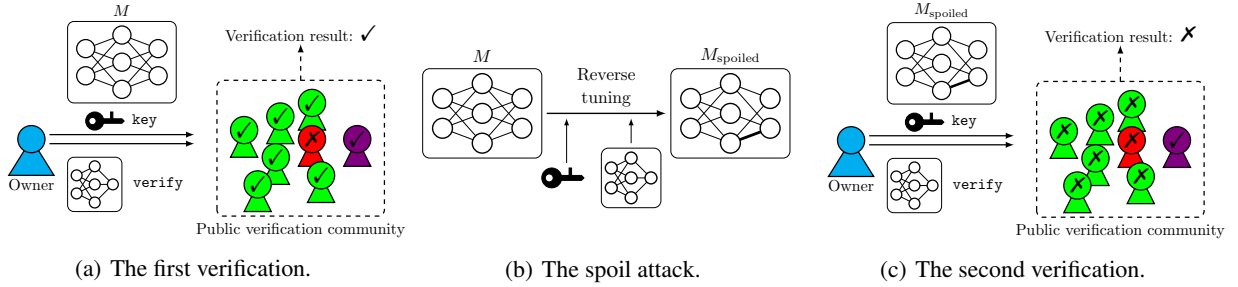 M
Verification result: ✓
key
Owner
verify
Public verification community
(a) The first verification.
M
Reverse
tuning
M_spoiled
(b) The spoil attack.
M_spoiled
Verification result: ✗
key
Owner
verify
Public verification community
(c) The second verification.